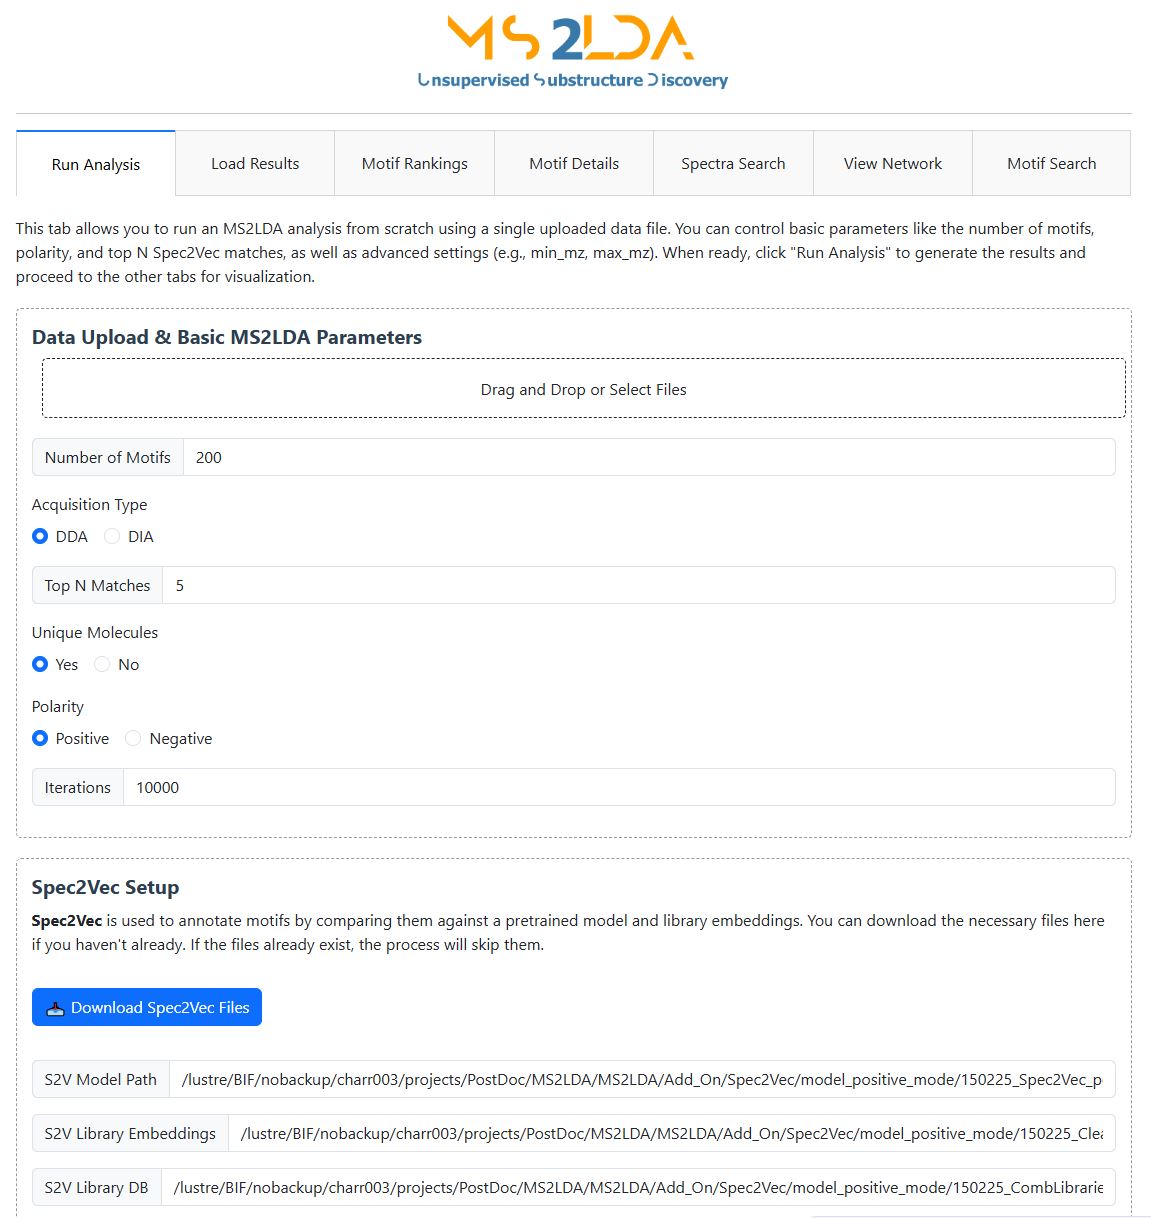 MS2LDA
Unsupervised Substructure Discovery
Run Analysis
Load Results
Motif Rankings
Motif Details
Spectra Search
View Network
Motif Search
This tab allows you to run an MS2LDA analysis from scratch using a single uploaded data file. You can control basic parameters like the number of motifs,
polarity, and top N Spec2Vec matches, as well as advanced settings (e.g., min_mz, max_mz). When ready, click "Run Analysis" to generate the results and
proceed to the other tabs for visualization.
Data Upload & Basic MS2LDA Parameters
Drag and Drop or Select Files
Number of Motifs 200
Acquisition Type
DDA DIA
Top N Matches 5
Unique Molecules
Yes No
Polarity
Positive Negative
Iterations 10000
Spec2Vec Setup
Spec2Vec is used to annotate motifs by comparing them against a pretrained model and library embeddings. You can download the necessary files here
if you haven't already. If the files already exist, the process will skip them.
Download Spec2Vec Files
S2V Model Path /lustre/BIF/nobackup/charr003/projects/PostDoc/MS2LDA/MS2LDA/Add_On/Spec2Vec/model_positive_mode/150225_Spec2Vec_p
S2V Library Embeddings /lustre/BIF/nobackup/charr003/projects/PostDoc/MS2LDA/MS2LDA/Add_On/Spec2Vec/model_positive_mode/150225_Clea
S2V Library DB /lustre/BIF/nobackup/charr003/projects/PostDoc/MS2LDA/MS2LDA/Add_On/Spec2Vec/model_positive_mode/150225_CombLibrarie